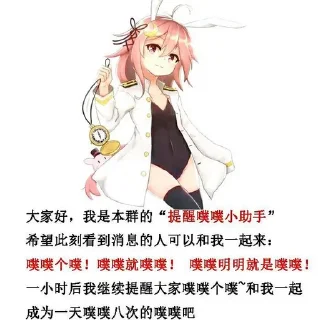 大家好，我是本群的“提醒噗噗小助手”
希望此刻看到消息的人可以和我一起来：
噗噗个噗！噗噗就噗噗！ 噗噗明明就是噗噗！
一小时后我继续提醒大家噗噗个噗~和我一起
成为一天噗噗八次的噗噗吧